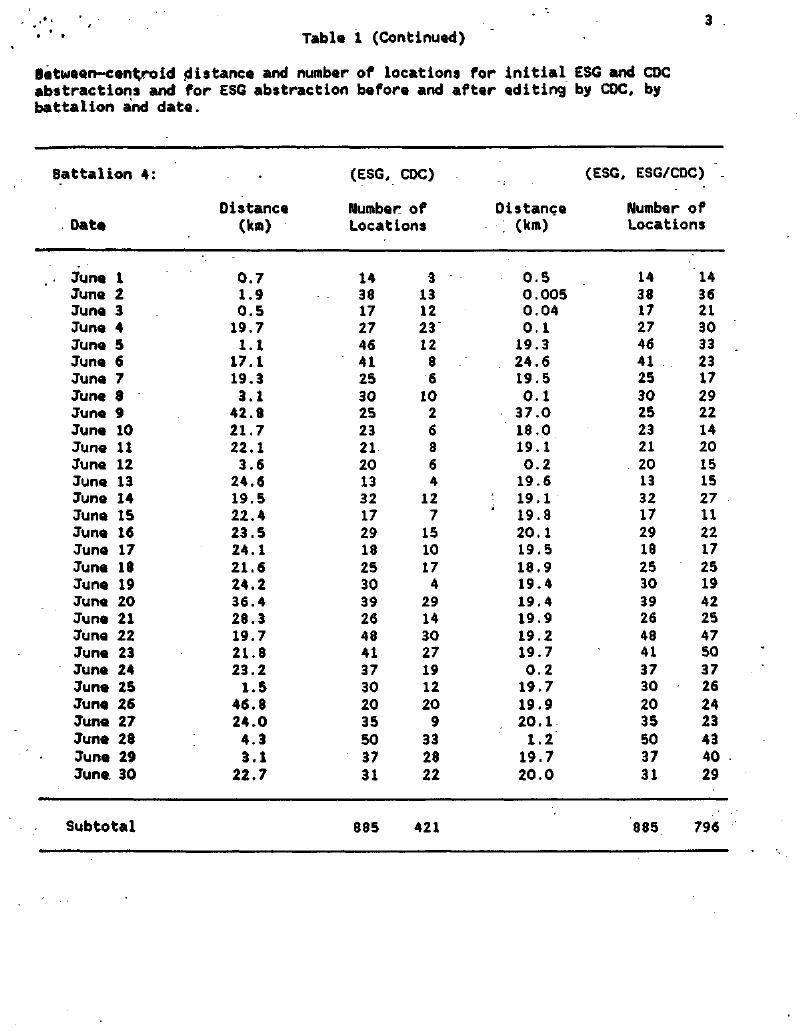 3
Table 1 (Continued)
Between-centroid distance and number of locations for initial ESG and CDC
abstractions and for ESG abstraction before and after editing by CDC, by
battalion and date.
Battalion 4: (ESG, CDC) (ESG, ESG/CDC)
Distance Number of Distance Number of
Date (km) Locations (km) Locations
June 1 0.7 14 3 0.5 14 14
June 2 1.9 38 13 0.005 38 36
June 3 0.5 17 12 0.04 17 21
June 4 19.7 27 23 0.1 27 30
June 5 1.1 46 12 19.3 46 33
June 6 17.1 41 8 24.6 41 23
June 7 19.3 25 6 19.5 25 17
June 8 3.1 30 10 0.1 30 29
June 9 42.8 25 2 37.0 25 22
June 10 21.7 23 6 18.0 23 14
June 11 22.1 21 8 19.1 21 20
June 12 3.6 20 6 0.2 20 15
June 13 24.6 13 4 19.6 13 15
June 14 19.5 32 12 19.1 32 27
June 15 22.4 17 7 19.8 17 11
June 16 23.5 29 15 20.1 29 22
June 17 24.1 18 10 19.5 18 17
June 18 21.6 25 17 18.9 25 25
June 19 24.2 30 4 19.4 30 19
June 20 36.4 39 29 19.4 39 42
June 21 28.3 26 14 19.9 26 25
June 22 19.7 48 30 19.2 48 47
June 23 21.8 41 27 19.7 41 50
June 24 23.2 37 19 0.2 37 37
June 25 1.5 30 12 19.7 30 26
June 26 46.8 20 20 19.9 20 24
June 27 24.0 35 9 20.1 35 23
June 28 4.3 50 33 1.2 50 43
June 29 3.1 37 28 19.7 37 40
June 30 22.7 31 22 20.0 31 29
Subtotal 885 421 885 796